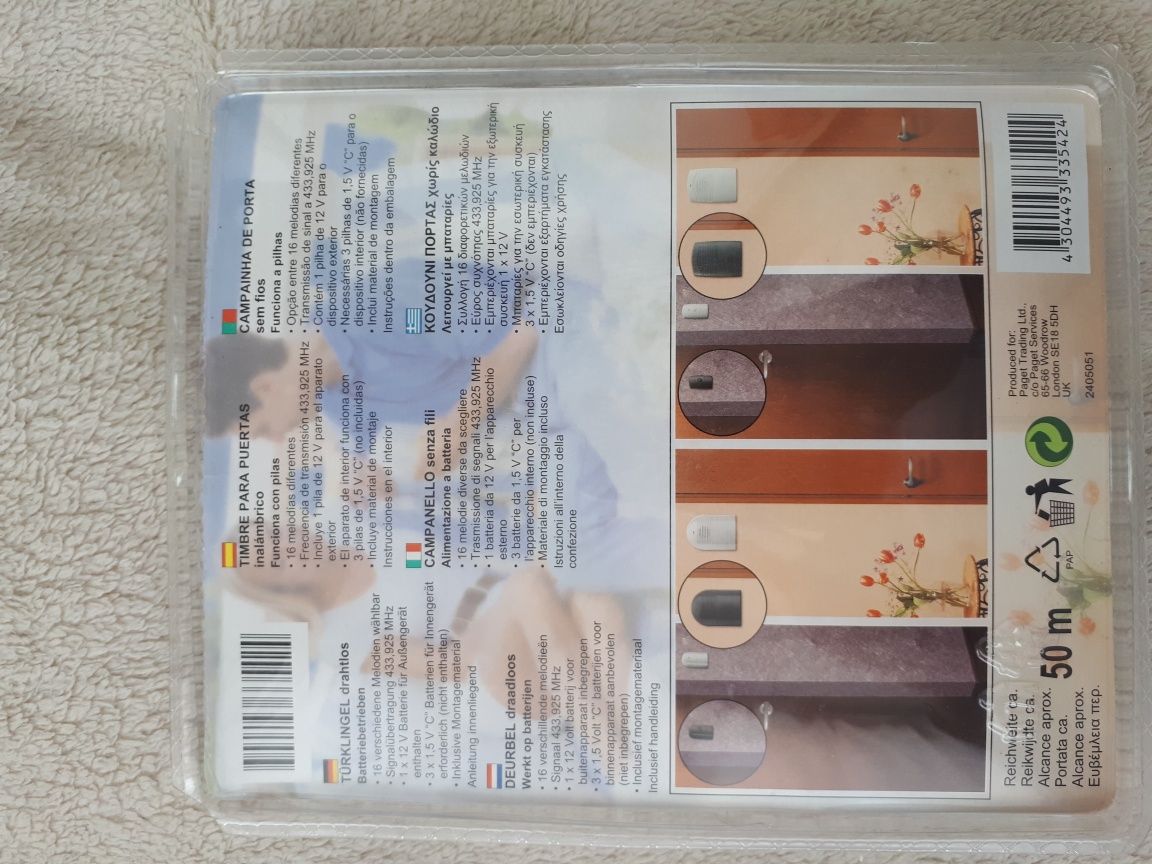 TÜRKLINGEL drahtlos
Batteriebetrieben
• 16 verschiedene Melodien wählbar
• Signalübertragung 433,925 MHz
• 1 x 12 V Batterie für Außengerät
enthalten
• 3 x 1,5 V “C” Batterien für Innengerät
erforderlich (nicht enthalten)
• Inklusive Montagematerial
Anleitung innenliegend
DEURBEL draadloos
Werkt op batterijen
• 16 verschillende melodieën
• Signaal 433,925 MHz
• 1 x 12 Volt batterij voor
buitenapparaat inbegrepen
• 3 x 1,5 Volt “C” batterijen voor
binnenapparaat aanbevolen
(niet inbegrepen)
• Inclusief montagemateriaal
Inclusief handleiding
TIMBRE PARA PUERTAS
inalámbrico
Funciona con pilas
• 16 melodías diferentes
• Frecuencia de transmisión 433,925 MHz
• Incluye 1 pila de 12 V para el aparato
exterior
• El aparato de interior funciona con
3 pilas de 1,5 V “C” (no incluidas)
• Incluye material de montaje
Instrucciones en el interior
CAMPANELLO senza fili
Alimentazione a batteria
• 16 melodie diverse da scegliere
• Trasmissione di segnali 433,925 MHz
• 1 batteria da 12 V per l'apparecchio
esterno
• 3 batterie da 1,5 V “C” per
l'apparecchio interno (non incluse)
• Materiale di montaggio incluso
Istruzioni all'interno della
confezione
CAMPAINHA DE PORTA
sem fios
Funciona a pilhas
• Opção entre 16 melodias diferentes
• Transmissão de sinal a 433,925 MHz
• Contém 1 pilha de 12 V para o
dispositivo exterior
• Necessárias 3 pilhas de 1,5 V “C” para o
dispositivo interior (não fornecidas)
• Inclui material de montagem
Instruções dentro da embalagem
ΚΟΥΔΟΥΝΙ ΠΟΡΤΑΣ χωρίς καλώδιο
Λειτουργεί με μπαταρίες
• Συλλογή 16 διαφορετικών μελωδιών
• Εύρος συχνότητας 433,925 MHz
• Εμπεριέχονται μπαταρίες για την εξωτερική
συσκευή 1 x 12 V
• Μπαταρίες για την εσωτερική συσκευή
3 x 1,5 V “C” (δεν εμπεριέχονται)
• Εμπεριέχονται εξαρτήματα εγκατάστασης
Εσωκλείονται οδηγίες χρήσης
Reichweite ca.
Reikwijdte ca.
Alcance aprox.
Portata ca.
Alcance aprox.
Εμβέλεια περ.
50 m
PAP
Produced for:
Paget Trading Ltd.,
c/o Paget Services
65-66 Woodrow
London SE18 5DH
UK
2405051
4 304493 335424